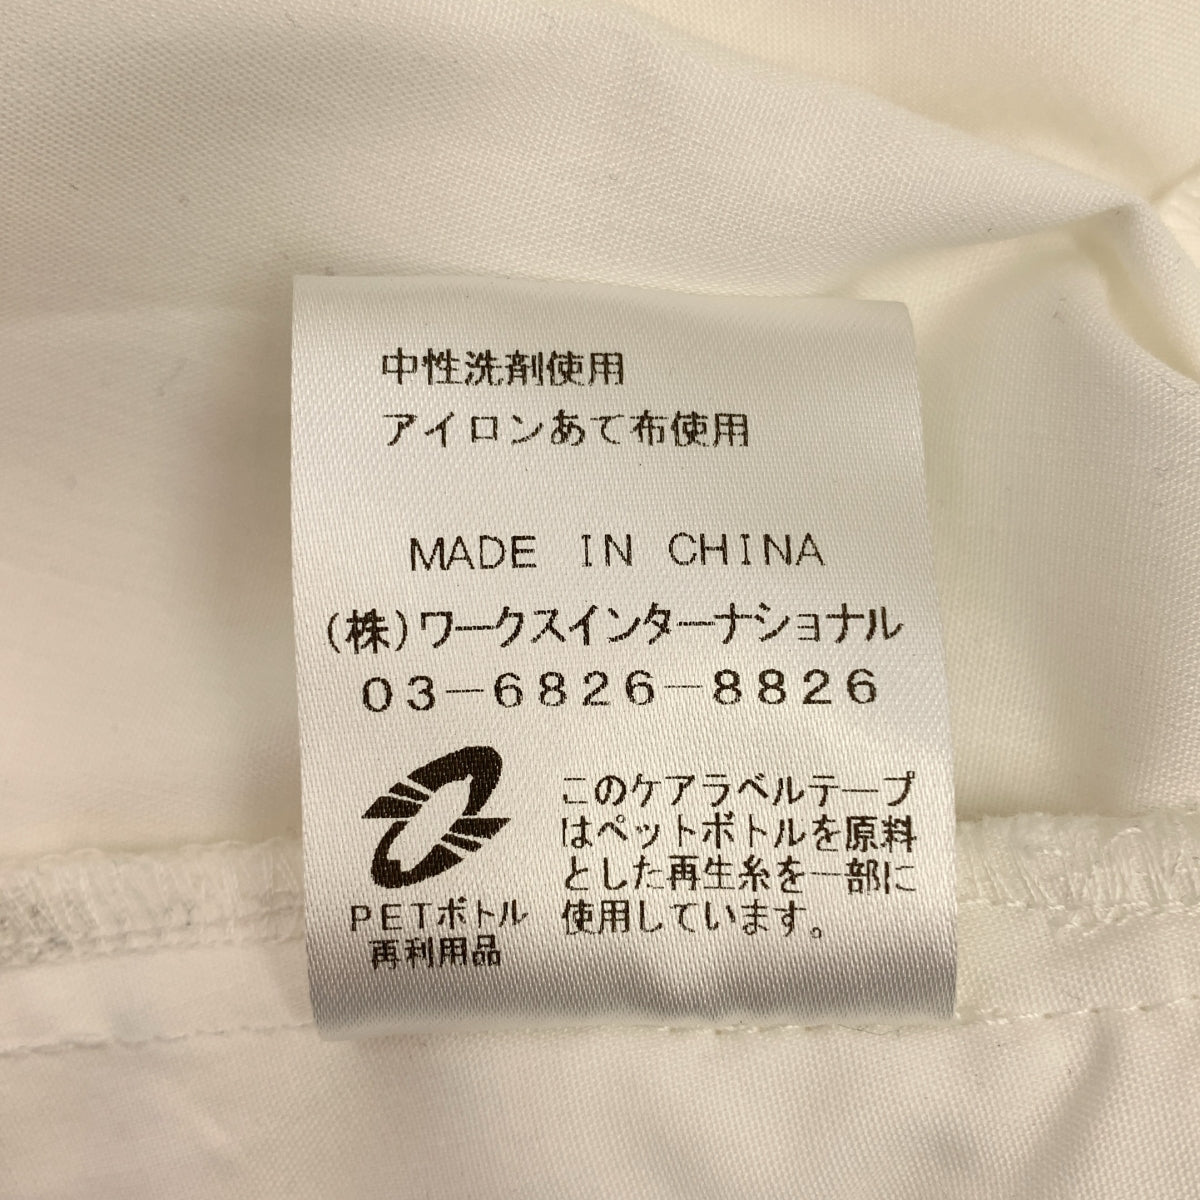 中性洗剤使用
アイロンあて布使用
MADE IN CHINA
(株)ワークスインターナショナル
03-6826-8826
PETボトル
再利用品
このケアラベルテープ
はペットボトルを原料
とした再生糸を一部に
使用しています。